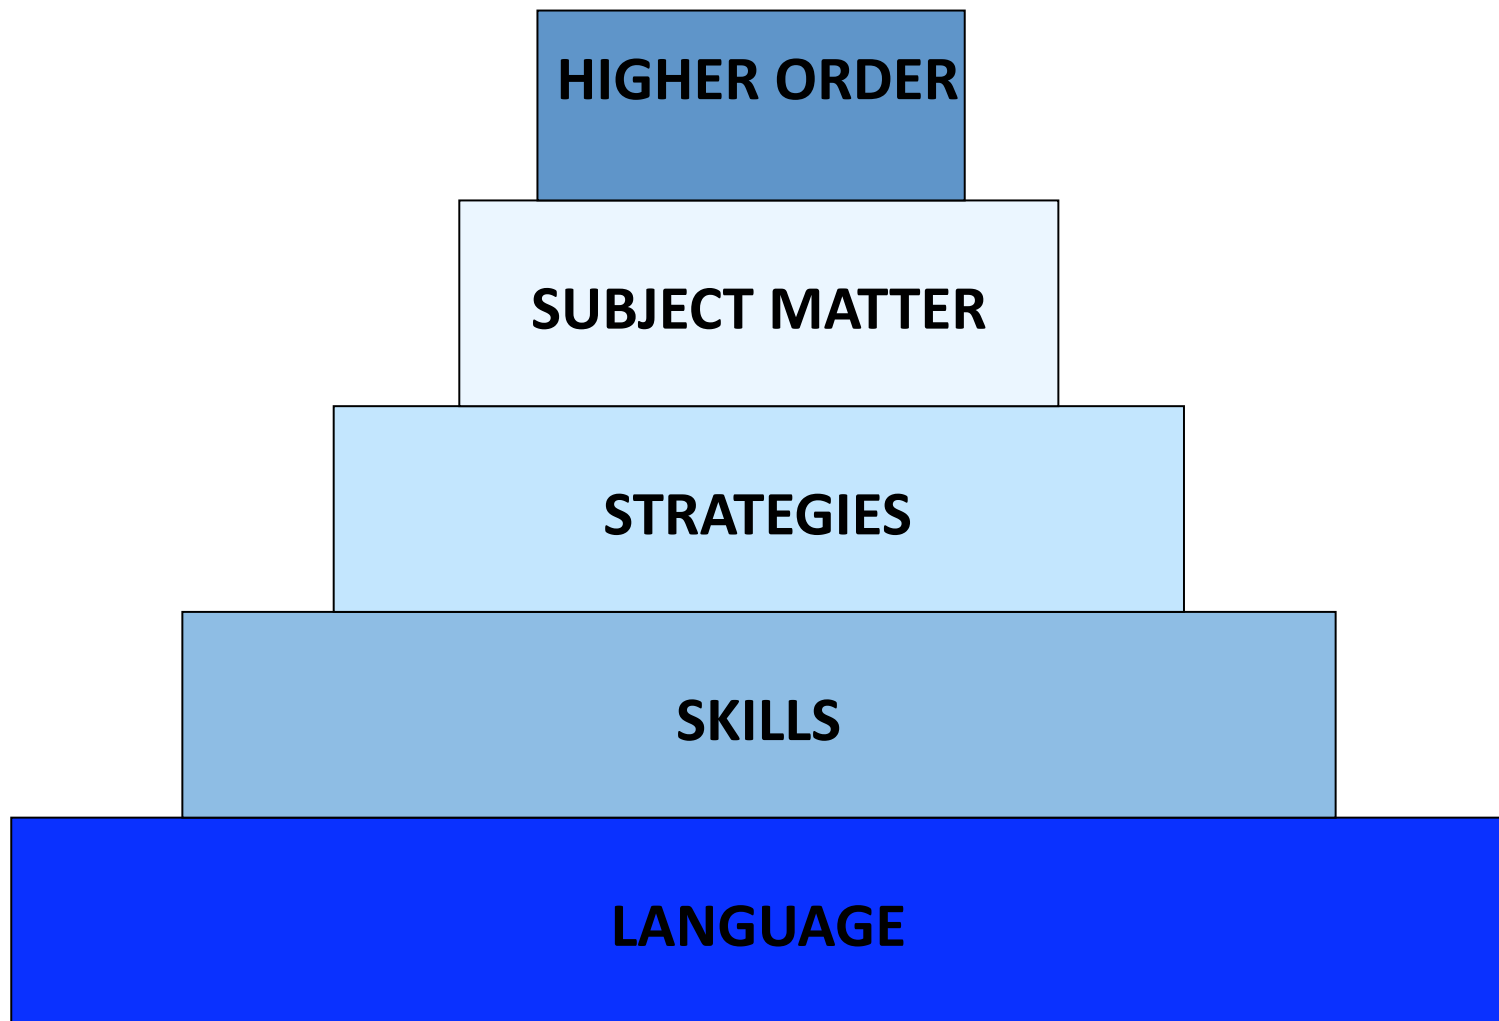 HIGHER ORDER
SUBJECT MATTER
STRATEGIES
SKILLS
LANGUAGE